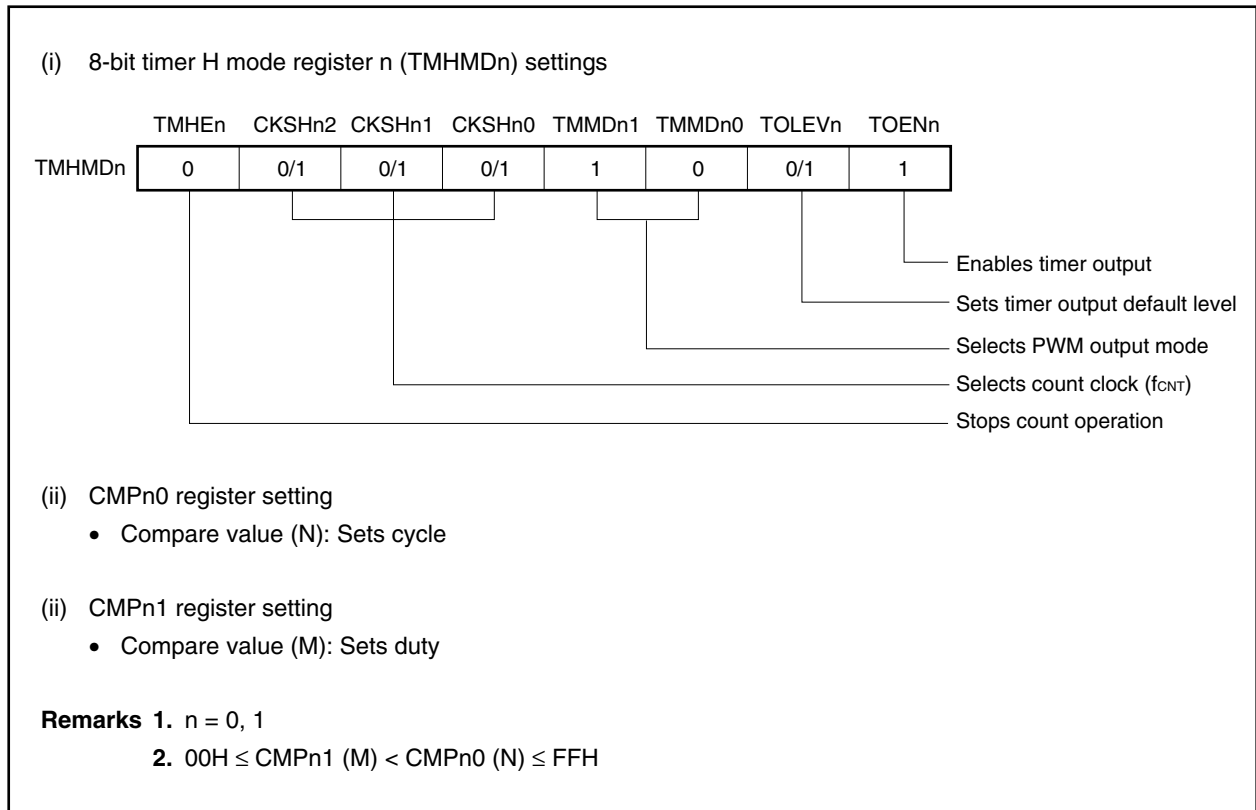 (i) 8-bit timer H mode register n (TMHMDn) settings
TMHEn CKSHn2 CKSHn1 CKSHn0 TMMDn1 TMMDn0 TOLEVn TOENn
TMHMDn 0 0/1 0/1 0/1 1 0 0/1 1
Enables timer output
Sets timer output default level
Selects PWM output mode
Selects count clock (fCNT)
Stops count operation
(ii) CMPn0 register setting
• Compare value (N): Sets cycle
(ii) CMPn1 register setting
• Compare value (M): Sets duty
Remarks 1. n = 0, 1
2. 00H ≤ CMPn1 (M) < CMPn0 (N) ≤ FFH